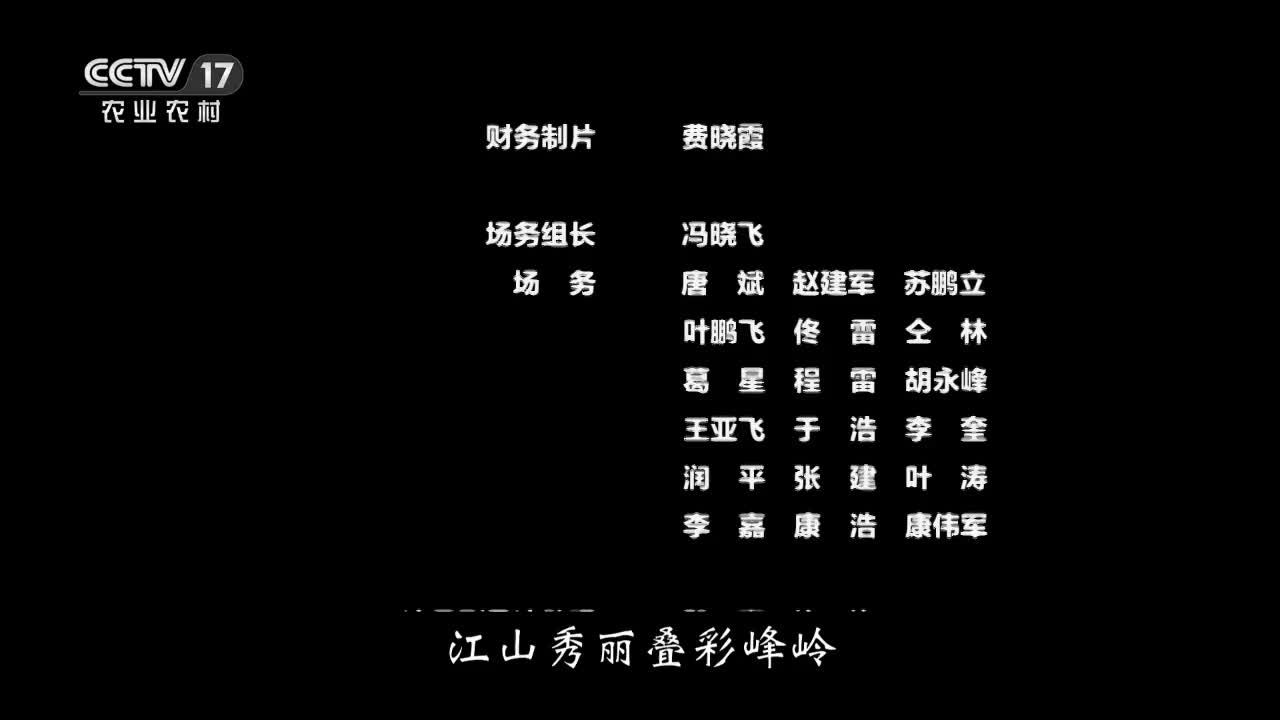 CCTV 17
农业农村
财务制片 费晓霞
场务组长 冯晓飞
场 务 唐 斌 赵建军 苏鹏立
叶鹏飞 佟 雷 仝 林
葛 星 程 雷 胡永峰
王亚飞 于 浩 李 奎
润 平 张 建 叶 涛
李 嘉 康 浩 康伟军
江山秀丽叠彩峰岭